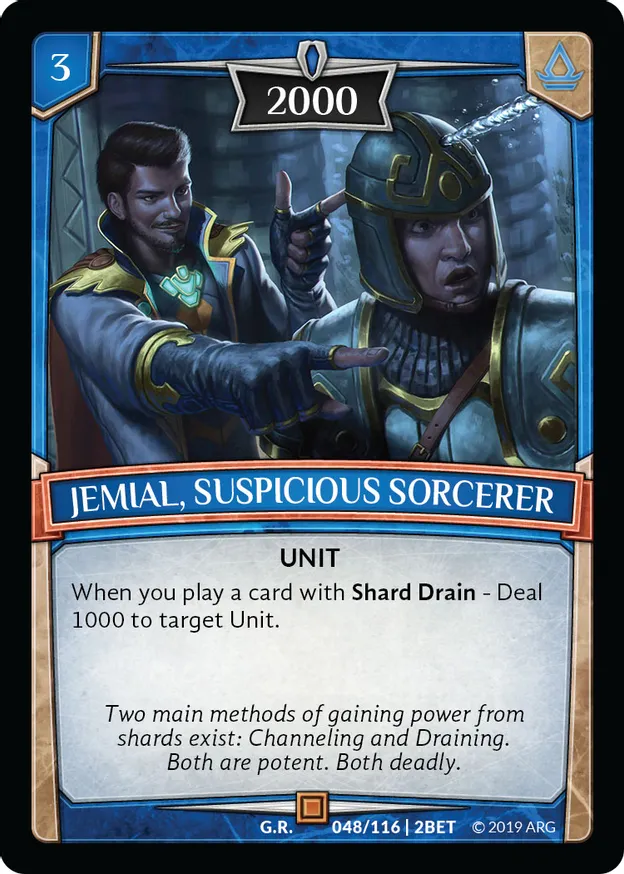 3
2000
JEMIAL, SUSPICIOUS SORCERER
UNIT
When you play a card with Shard Drain - Deal
1000 to target Unit.
Two main methods of gaining power from
shards exist: Channeling and Draining.
Both are potent. Both deadly.
G.R. 048/116 | 2BET © 2019 ARG